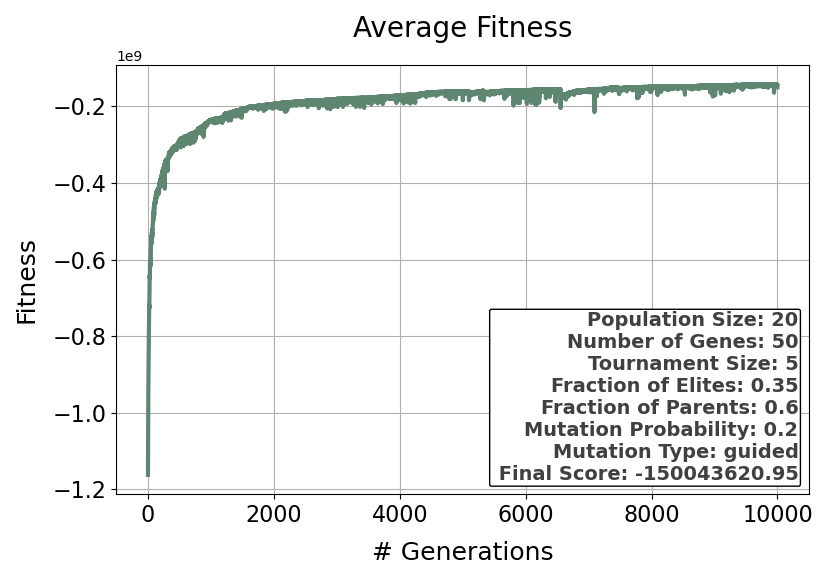 Average Fitness
1e9
−0.2
−0.4
−0.6
−0.8
−1.0
−1.2
Fitness
Population Size: 20
Number of Genes: 50
Tournament Size: 5
Fraction of Elites: 0.35
Fraction of Parents: 0.6
Mutation Probability: 0.2
Mutation Type: guided
Final Score: -150043620.95
0 2000 4000 6000 8000 10000
# Generations